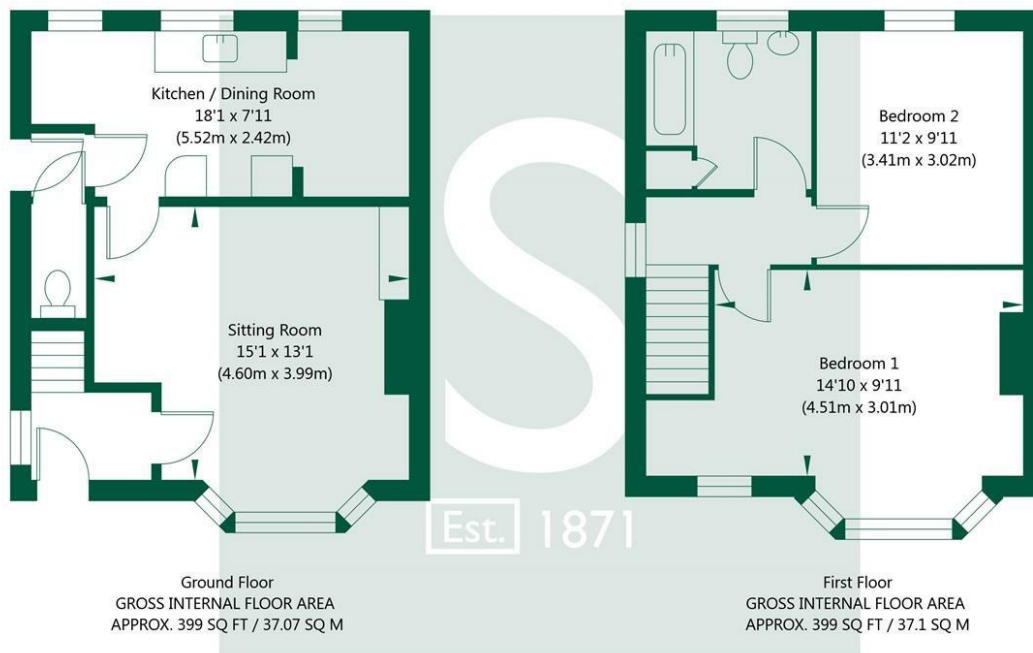 Kitchen / Dining Room
18'1 x 7'11
(5.52m x 2.42m)
Sitting Room
15'1 x 13'1
(4.60m x 3.99m)
Ground Floor
GROSS INTERNAL FLOOR AREA
APPROX. 399 SQ FT / 37.07 SQ M
S
Est. 1871
Bedroom 2
11'2 x 9'11
(3.41m x 3.02m)
Bedroom 1
14'10 x 9'11
(4.51m x 3.01m)
First Floor
GROSS INTERNAL FLOOR AREA
APPROX. 399 SQ FT / 37.1 SQ M